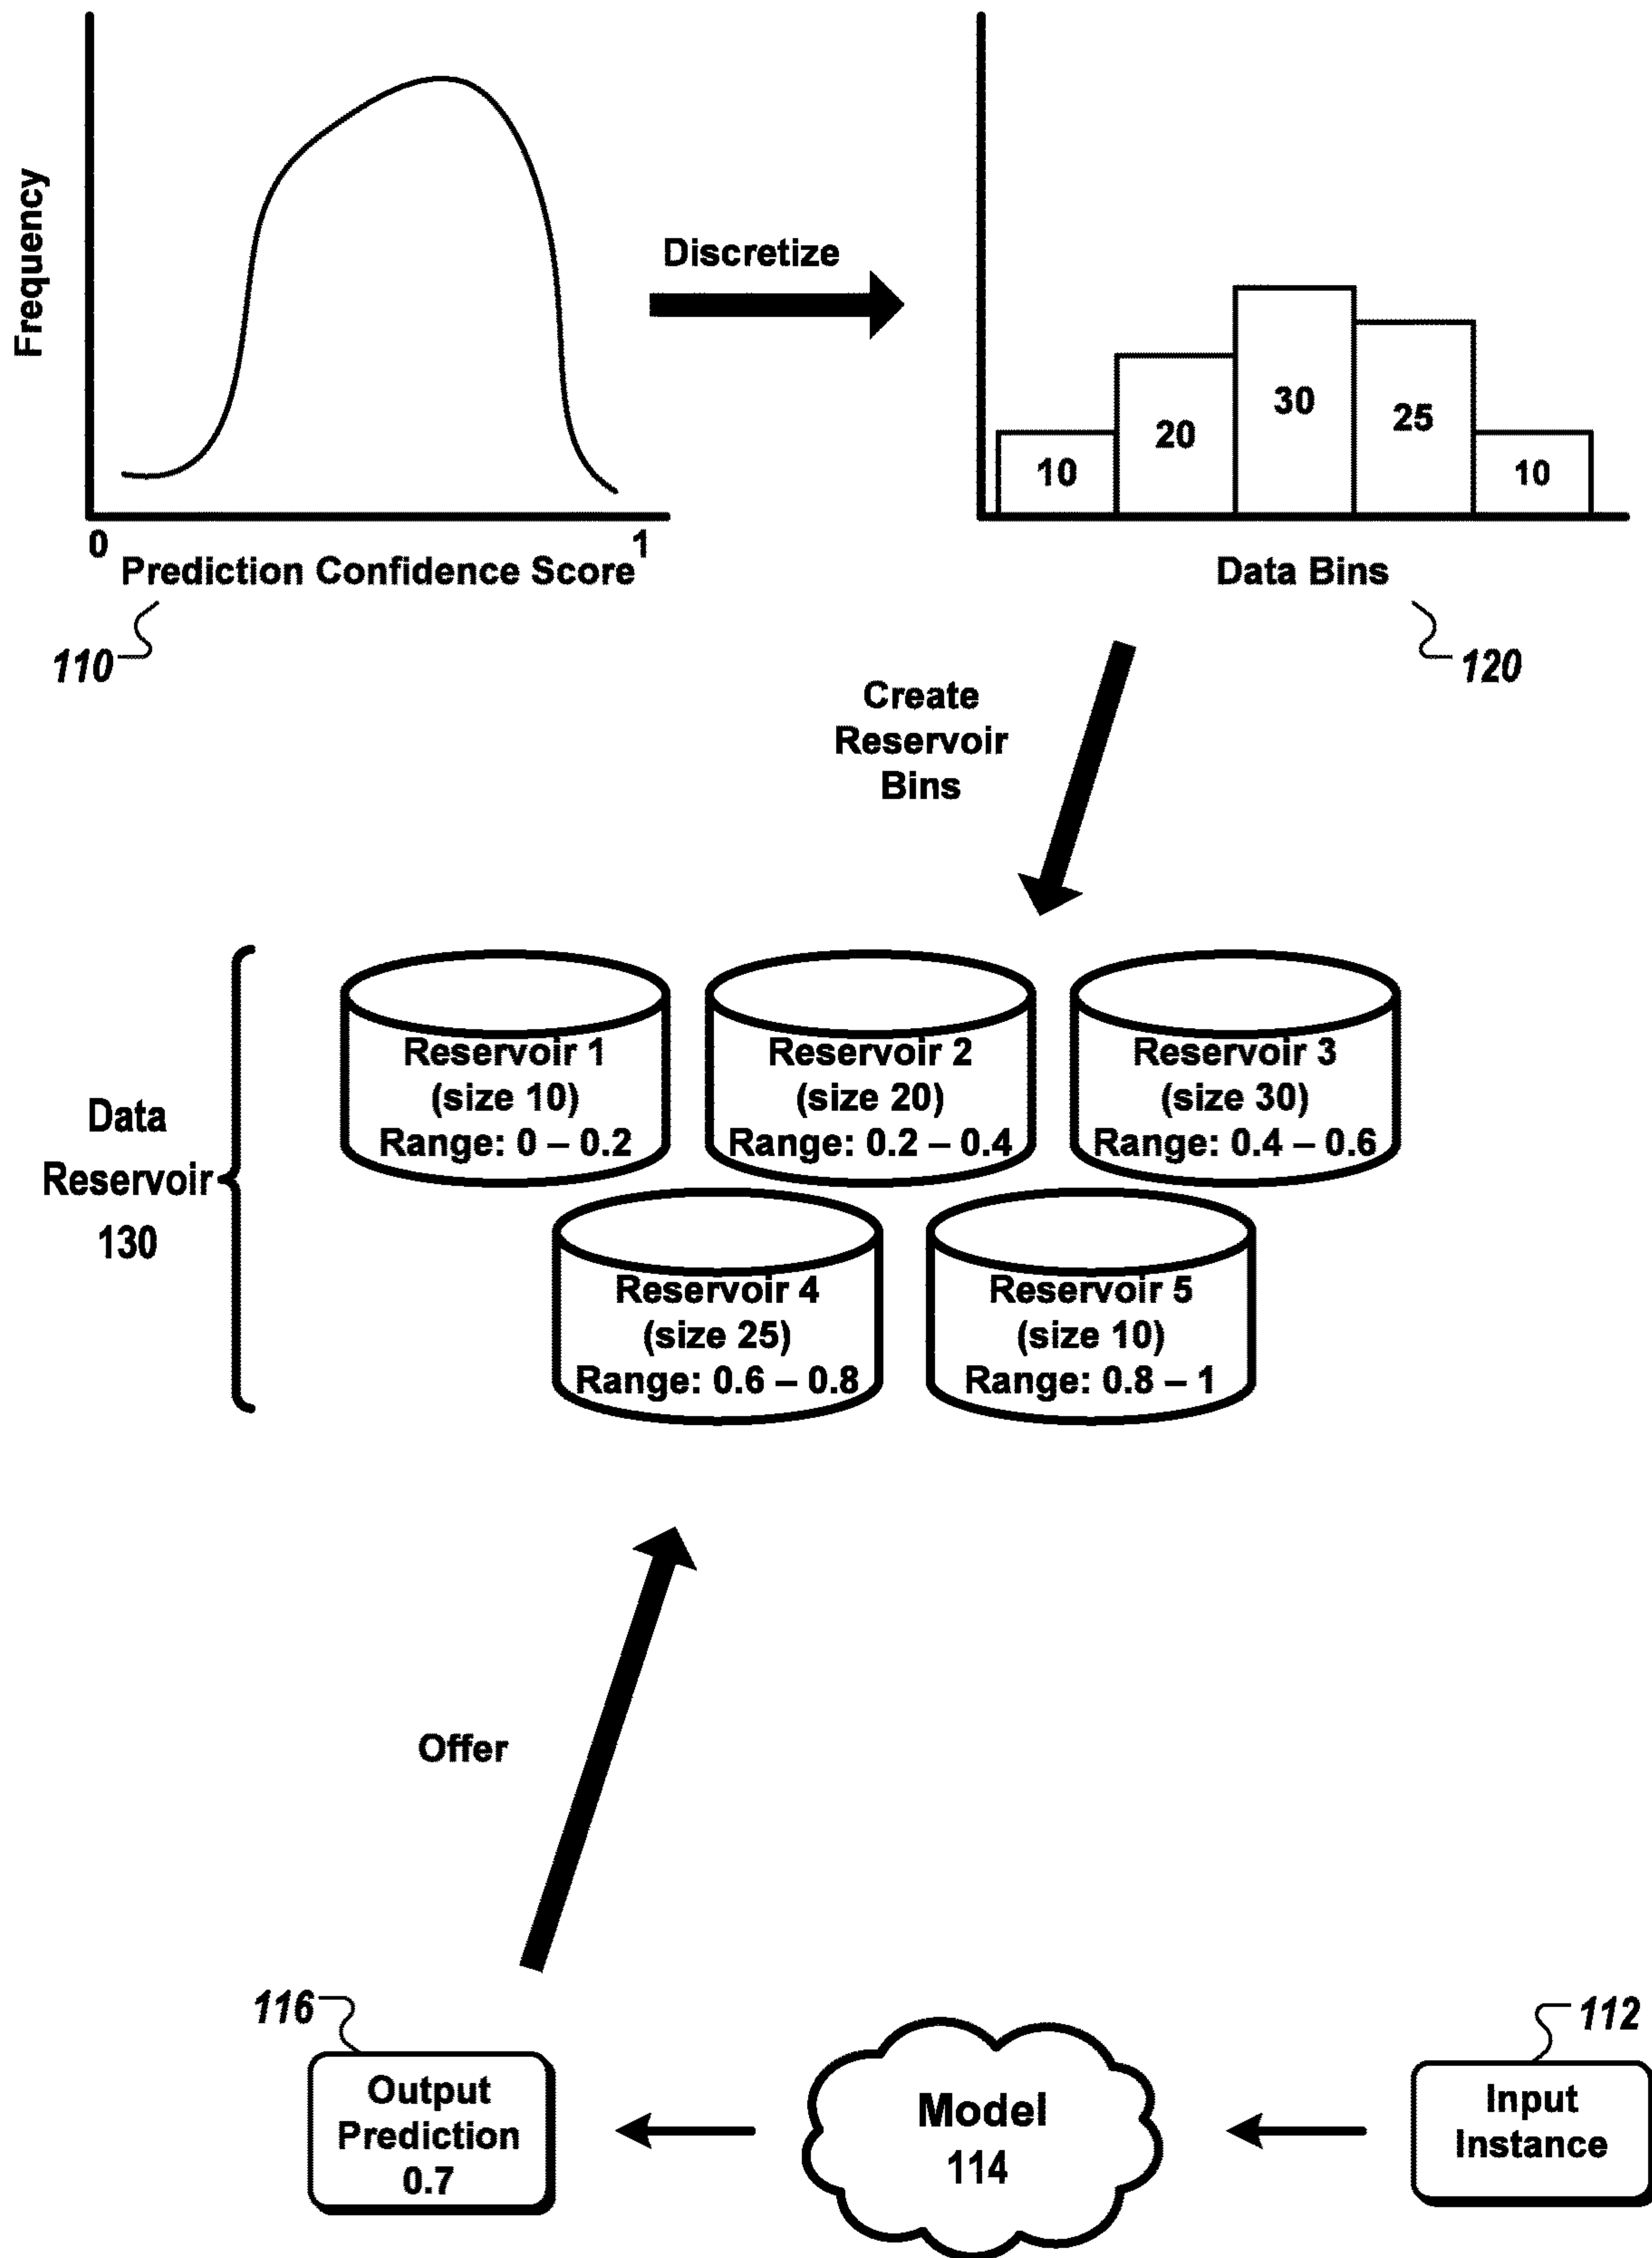 Frequency
0
1
Prediction Confidence Score
110
Discretize
10
20
30
25
10
Data Bins
120
Create
Reservoir
Bins
Data
Reservoir
130
Reservoir 1
(size 10)
Range: 0 – 0.2
Reservoir 2
(size 20)
Range: 0.2 – 0.4
Reservoir 3
(size 30)
Range: 0.4 – 0.6
Reservoir 4
(size 25)
Range: 0.6 – 0.8
Reservoir 5
(size 10)
Range: 0.8 – 1
Offer
116
Output
Prediction
0.7
Model
114
112
Input
Instance